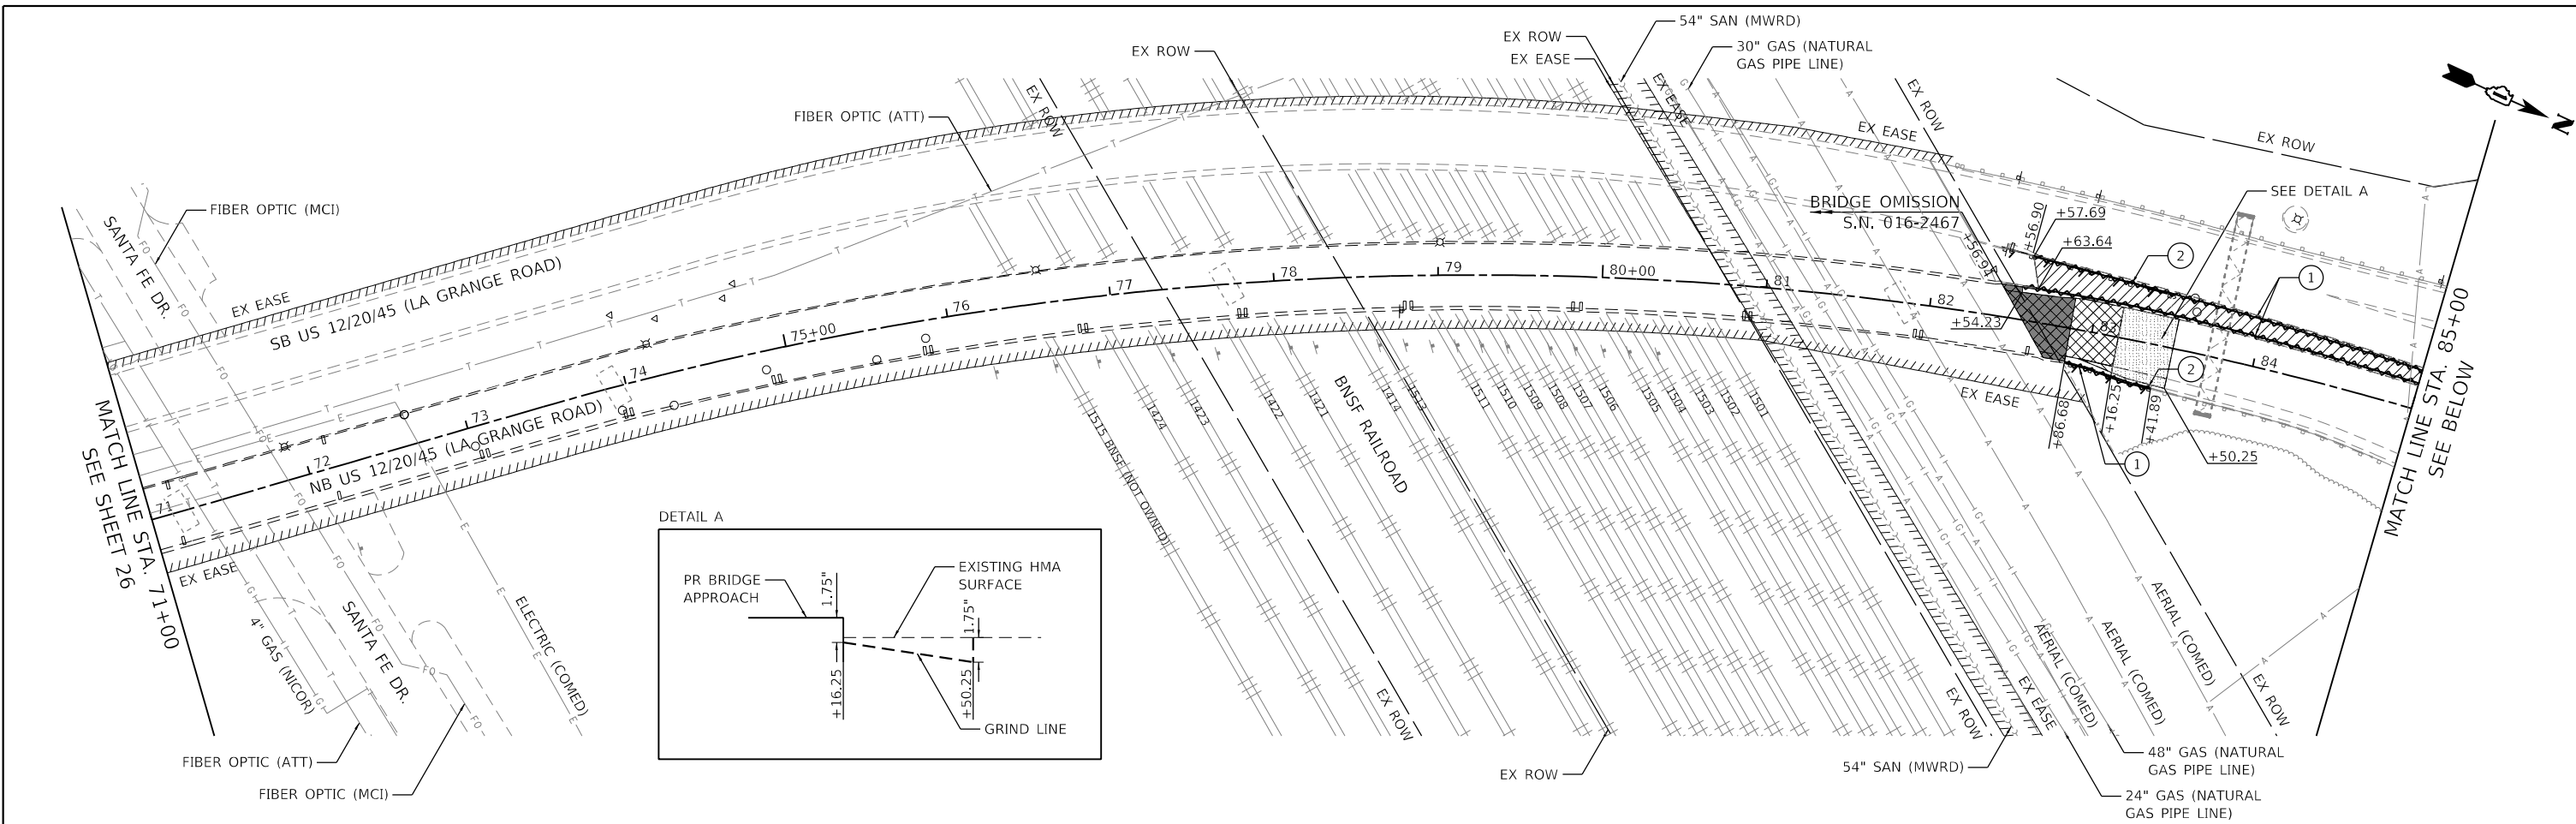 54" SAN (MWRD)
EX ROW
EX EASE
30" GAS (NATURAL
GAS PIPE LINE)
EX ROW
EX ROW
EX EASE
EX ROW
EX EASE
EX ROW
N
FIBER OPTIC (ATT)
FIBER OPTIC (MCI)
SANTA FE DR.
EX EASE
SB US 12/20/45 (LA GRANGE ROAD)
BRIDGE OMISSION
S.N. 016-2467
SEE DETAIL A
+56.90
+57.69
+63.64
+56.94
+54.23
2
1
71
72
73
74
75+00
76
77
78
79
80+00
81
82
83
84
NB US 12/20/45 (LA GRANGE ROAD)
EX EASE
EX EASE
+86.68
+16.25
+41.89
+50.25
2
1
MATCH LINE STA. 71+00
SEE SHEET 26
MATCH LINE STA. 85+00
SEE BELOW
1515 BNSF (NOT OWNED)
1424
1423
1422
1421
1414
1513
1511
1510
1509
1508
1507
1506
1505
1504
1503
1502
1501
BNSF RAILROAD
4" GAS (NICOR)
SANTA FE DR.
ELECTRIC (COMED)
FIBER OPTIC (ATT)
FIBER OPTIC (MCI)
DETAIL A
PR BRIDGE
APPROACH
1.75"
EXISTING HMA
SURFACE
1.75"
+16.25
+50.25
GRIND LINE
EX ROW
EX ROW
EX ROW
54" SAN (MWRD)
EX EASE
AERIAL (COMED)
AERIAL (COMED)
AERIAL (COMED)
EX ROW
48" GAS (NATURAL
GAS PIPE LINE)
24" GAS (NATURAL
GAS PIPE LINE)